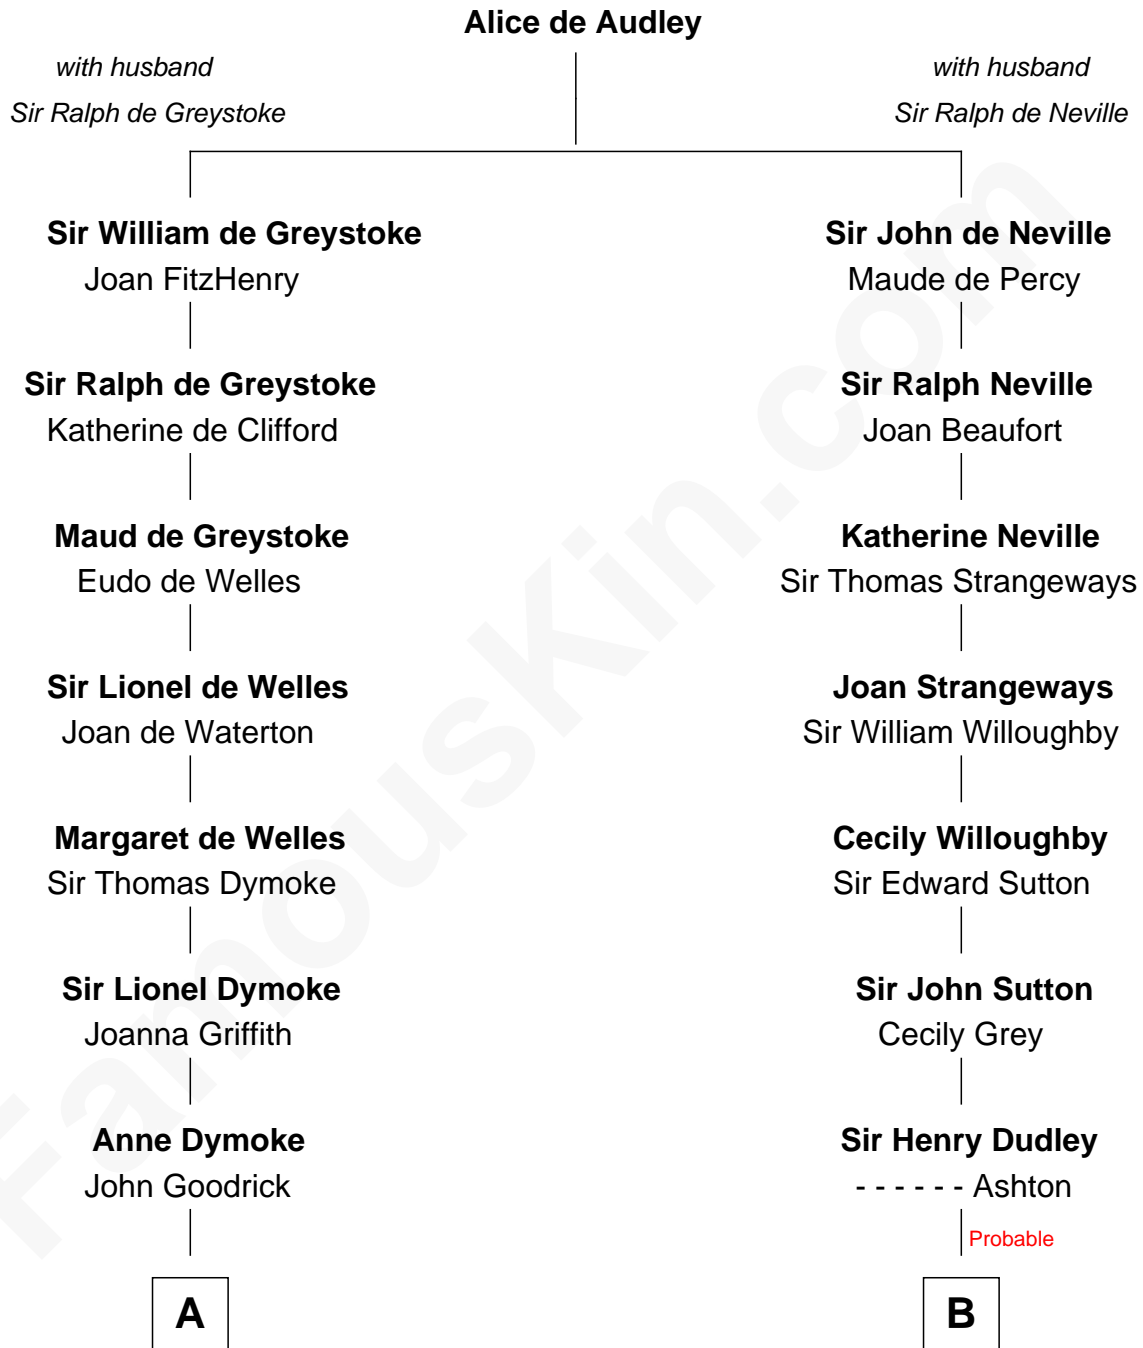 Alice de Audley
with husband
Sir Ralph de Greystoke
with husband
Sir Ralph de Neville
Sir William de Greystoke
Joan FitzHenry
Sir John de Neville
Maude de Percy
Sir Ralph de Greystoke
Katherine de Clifford
Sir Ralph Neville
Joan Beaufort
Maud de Greystoke
Eudo de Welles
Katherine Neville
Sir Thomas Strangeways
Sir Lionel de Welles
Joan de Waterton
Joan Strangeways
Sir William Willoughby
Margaret de Welles
Sir Thomas Dymoke
Cecily Willoughby
Sir Edward Sutton
Sir Lionel Dymoke
Joanna Griffith
Sir John Sutton
Cecily Grey
Anne Dymoke
John Goodrick
Sir Henry Dudley
- - - - - - Ashton
Probable
A
B
FamousKin.com